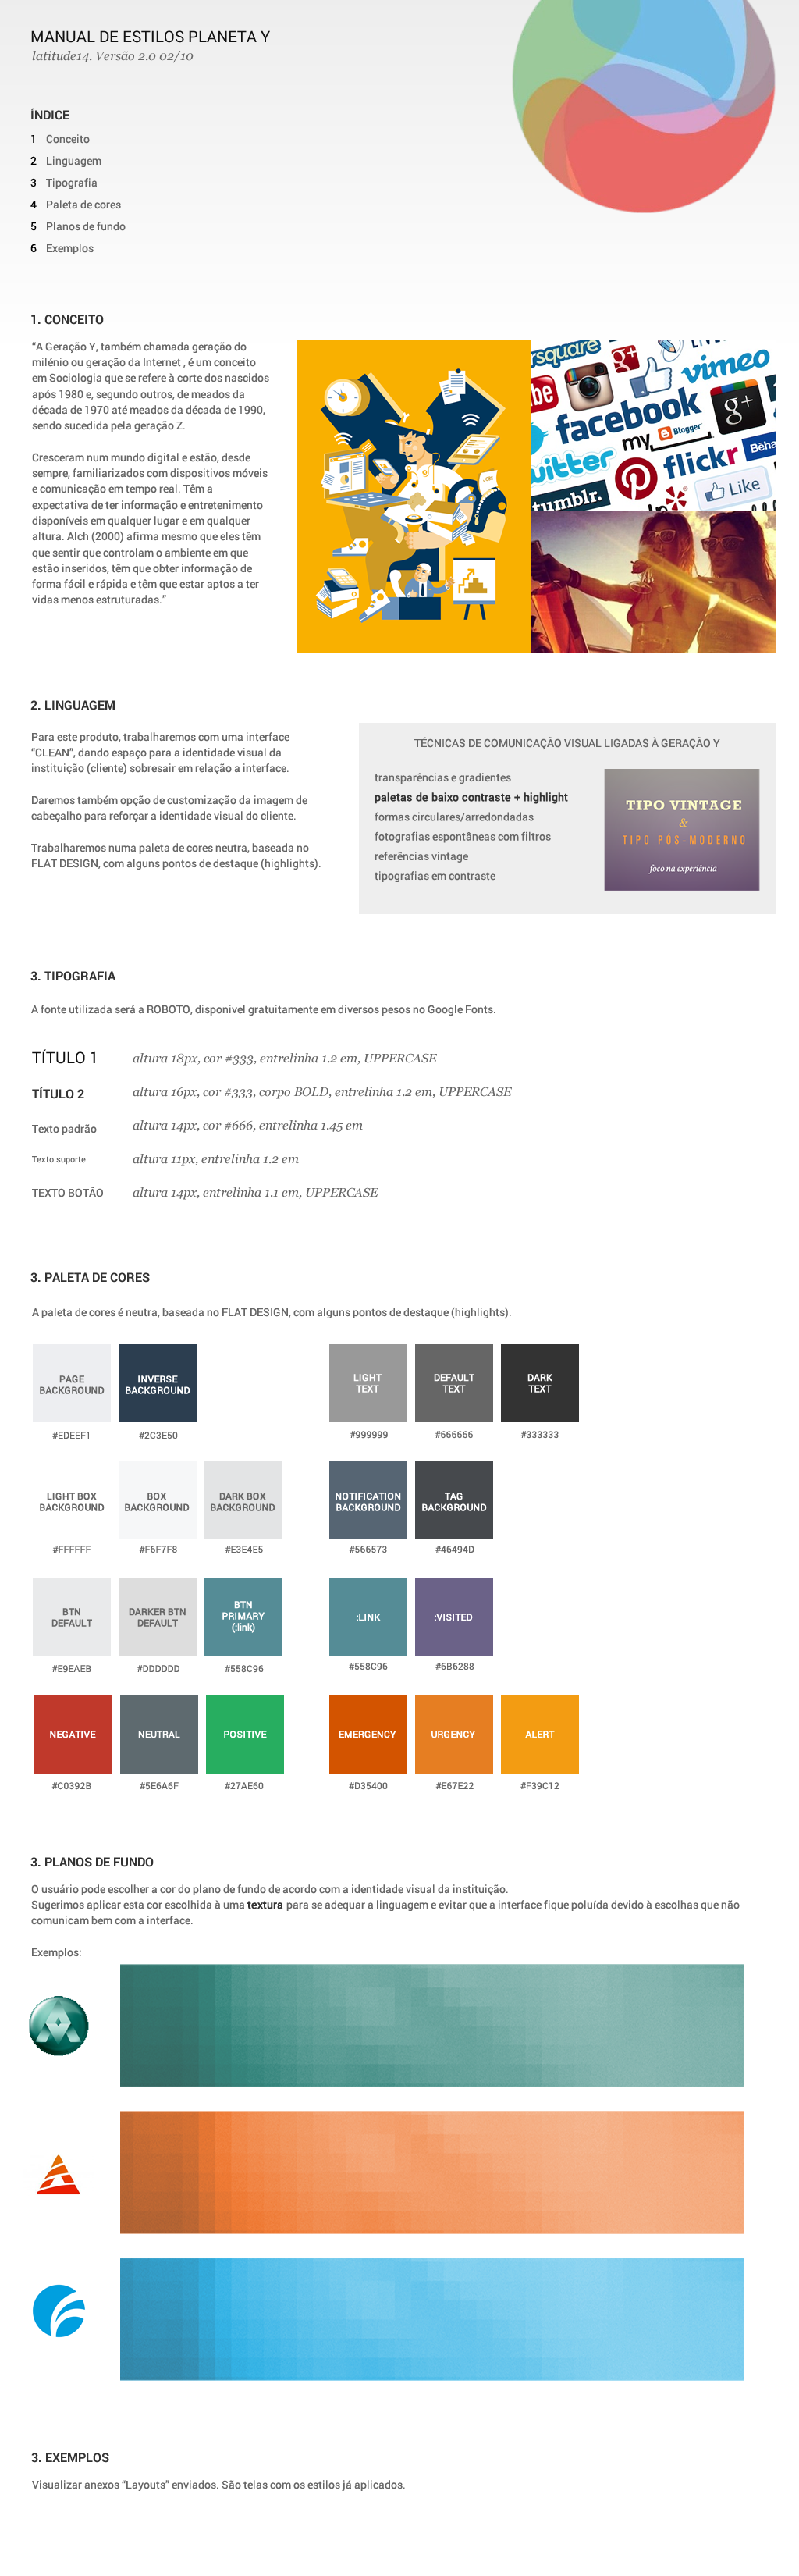 MANUAL DE ESTILOS PLANETA Y
latitude14. Versão 2.0 02/10
ÍNDICE
1 Conceito
2 Linguagem
3 Tipografia
4 Paleta de cores
5 Planos de fundo
6 Exemplos
1. CONCEITO
“A Geração Y, também chamada geração do
milénio ou geração da Internet , é um conceito
em Sociologia que se refere à corte dos nascidos
após 1980 e, segundo outros, de meados da
década de 1970 até meados da década de 1990,
sendo sucedida pela geração Z.
Cresceram num mundo digital e estão, desde
sempre, familiarizados com dispositivos móveis
e comunicação em tempo real. Têm a
expectativa de ter informação e entretenimento
disponíveis em qualquer lugar e em qualquer
altura. Alch (2000) afirma mesmo que eles têm
que sentir que controlam o ambiente em que
estão inseridos, têm que obter informação de
forma fácil e rápida e têm que estar aptos a ter
vidas menos estruturadas.”
JOB
rsquare
g+
vimeo
be
facebook
g+
my
Blogger
Bēha
witter
flickr
tumblr.
Like
2. LINGUAGEM
Para este produto, trabalharemos com uma interface
“CLEAN”, dando espaço para a identidade visual da
instituição (cliente) sobresair em relação a interface.
Daremos também opção de customização da imagem de
cabeçalho para reforçar a identidade visual do cliente.
Trabalharemos numa paleta de cores neutra, baseada no
FLAT DESIGN, com alguns pontos de destaque (highlights).
TÉCNICAS DE COMUNICAÇÃO VISUAL LIGADAS À GERAÇÃO Y
transparências e gradientes
paletas de baixo contraste + highlight
formas circulares/arredondadas
fotografias espontâneas com filtros
referências vintage
tipografias em contraste
TIPO VINTAGE
&
TIPO PÓS-MODERNO
foco na experiência
3. TIPOGRAFIA
A fonte utilizada será a ROBOTO, disponivel gratuitamente em diversos pesos no Google Fonts.
TÍTULO 1 altura 18px, cor #333, entrelinha 1.2 em, UPPERCASE
TÍTULO 2 altura 16px, cor #333, corpo BOLD, entrelinha 1.2 em, UPPERCASE
Texto padrão altura 14px, cor #666, entrelinha 1.45 em
Texto suporte altura 11px, entrelinha 1.2 em
TEXTO BOTÃO altura 14px, entrelinha 1.1 em, UPPERCASE
3. PALETA DE CORES
A paleta de cores é neutra, baseada no FLAT DESIGN, com alguns pontos de destaque (highlights).
PAGE
BACKGROUND
#EDEEF1
INVERSE
BACKGROUND
#2C3E50
LIGHT
TEXT
#999999
DEFAULT
TEXT
#666666
DARK
TEXT
#333333
LIGHT BOX
BACKGROUND
#FFFFFF
BOX
BACKGROUND
#F6F7F8
DARK BOX
BACKGROUND
#E3E4E5
NOTIFICATION
BACKGROUND
#566573
TAG
BACKGROUND
#46494D
BTN
DEFAULT
#E9EAEB
DARKER BTN
DEFAULT
#DDDDDD
BTN
PRIMARY
(:link)
#558C96
:LINK
#558C96
:VISITED
#6B6288
NEGATIVE
#C0392B
NEUTRAL
#5E6A6F
POSITIVE
#27AE60
EMERGENCY
#D35400
URGENCY
#E67E22
ALERT
#F39C12
3. PLANOS DE FUNDO
O usuário pode escolher a cor do plano de fundo de acordo com a identidade visual da instituição.
Sugerimos aplicar esta cor escolhida à uma textura para se adequar a linguagem e evitar que a interface fique poluída devido à escolhas que não
comunicam bem com a interface.
Exemplos:
3. EXEMPLOS
Visualizar anexos “Layouts” enviados. São telas com os estilos já aplicados.